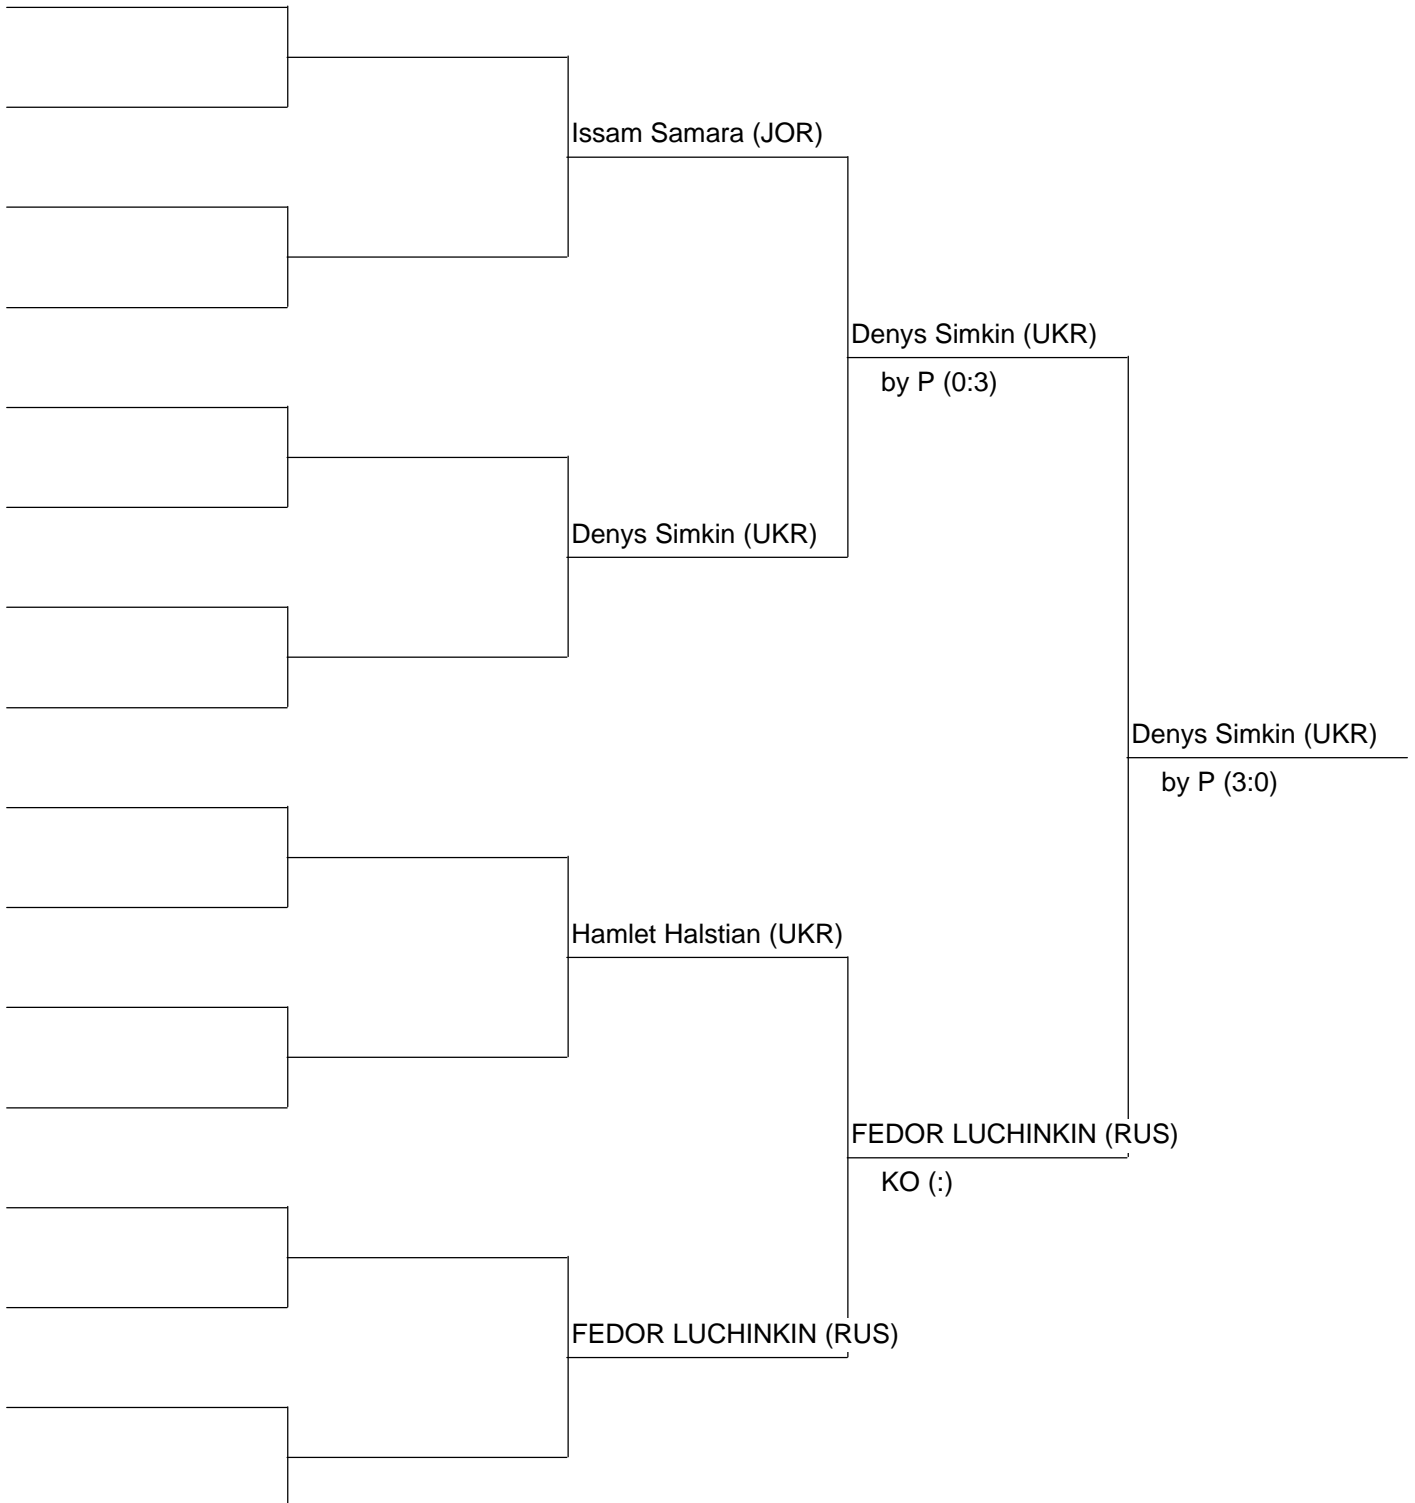 Issam Samara (JOR)
Denys Simkin (UKR)
by P (0:3)
Denys Simkin (UKR)
Denys Simkin (UKR)
by P (3:0)
Hamlet Halstian (UKR)
FEDOR LUCHINKIN (RUS)
KO (:)
FEDOR LUCHINKIN (RUS)